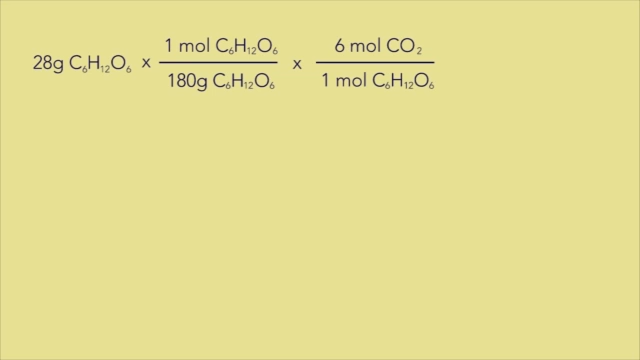 28g C₆H₁₂O₆ x 1 mol C₆H₁₂O₆ x 6 mol CO₂
180g C₆H₁₂O₆ 1 mol C₆H₁₂O₆